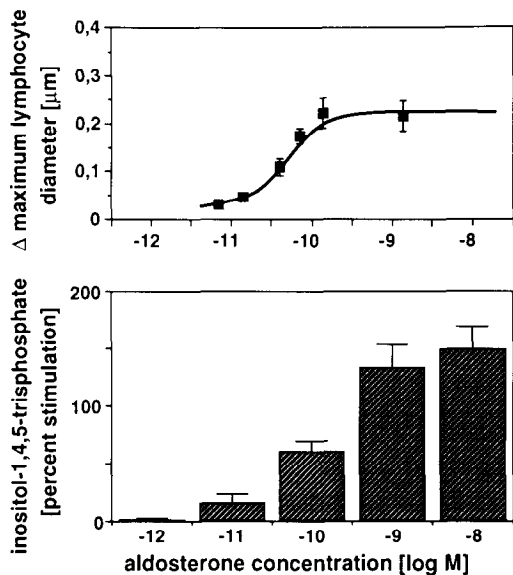 Δ maximum lymphocyte
diameter [μm]
0,4
0,3
0,2
0,1
0
-12 -11 -10 -9 -8
inositol-1,4,5-trisphosphate
[percent stimulation]
200
100
0
-12 -11 -10 -9 -8
aldosterone concentration [log M]